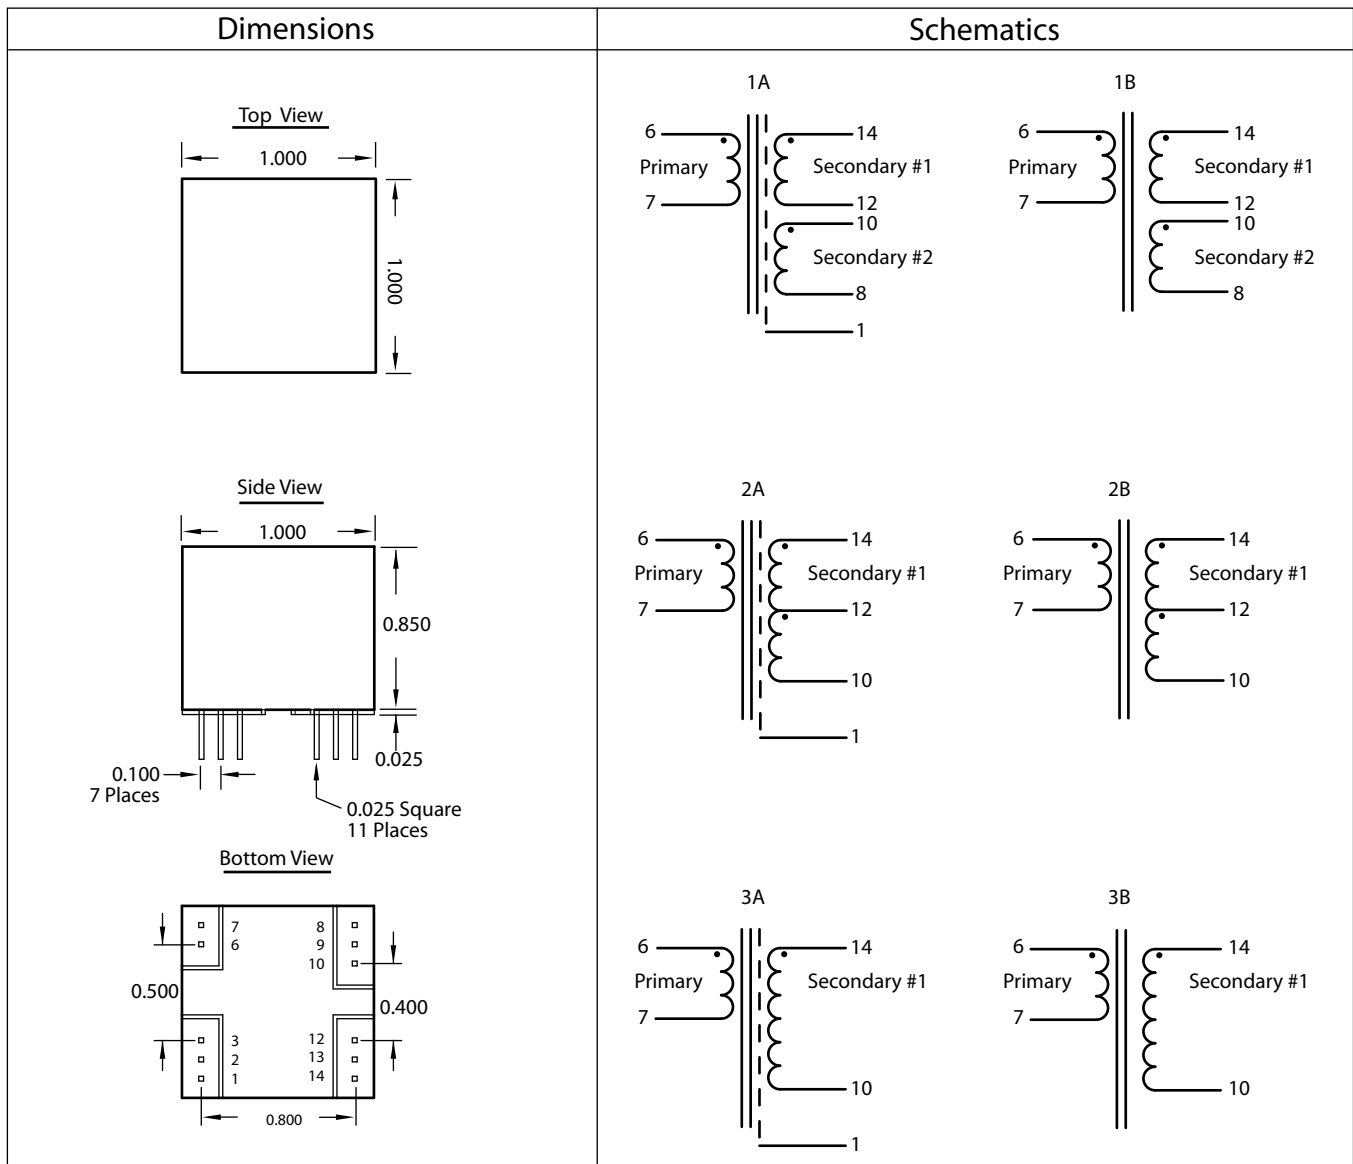 Dimensions
Schematics
Top View
1.000
1.000
Side View
1.000
0.850
0.025
0.100
7 Places
0.025 Square
11 Places
Bottom View
7
6
8
9
10
0.500
0.400
3
2
1
12
13
14
0.800
1A
6
Primary
7
14
Secondary #1
12
10
Secondary #2
8
1
1B
6
Primary
7
14
Secondary #1
12
10
Secondary #2
8
2A
6
Primary
7
14
Secondary #1
12
10
1
2B
6
Primary
7
14
Secondary #1
12
10
3A
6
Primary
7
14
Secondary #1
10
1
3B
6
Primary
7
14
Secondary #1
10